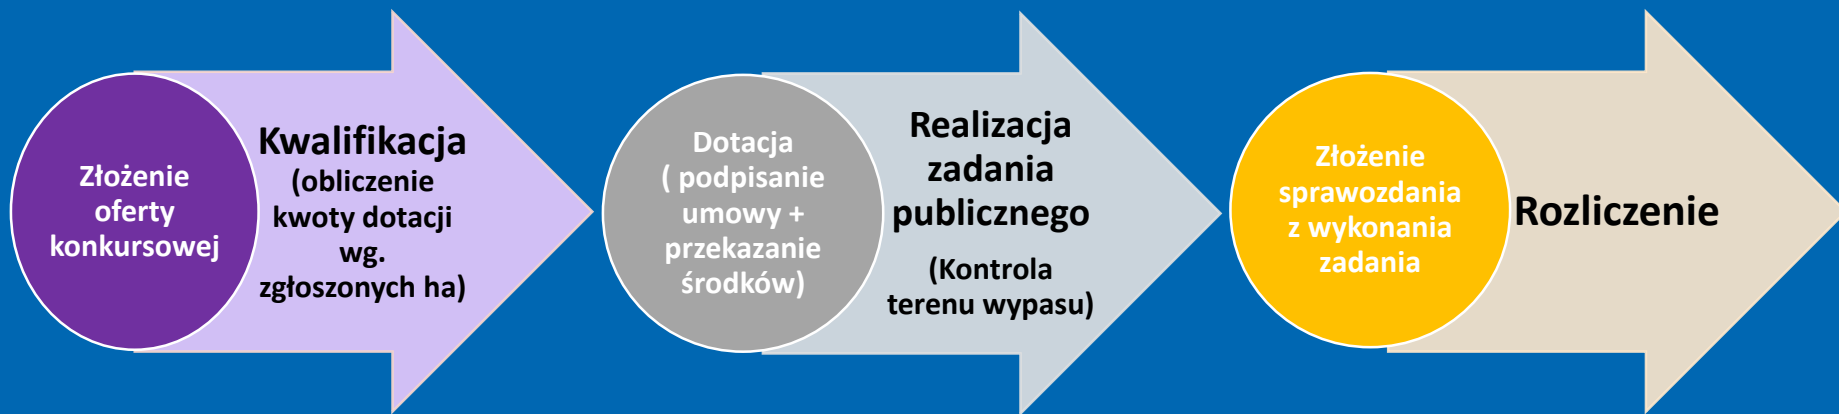 Złożenie
oferty
konkursowej
Kwalifikacja
(obliczenie
kwoty dotacji
wg.
zgłoszonych ha)
Dotacja
( podpisanie
umowy +
przekazanie
środków)
Realizacja
zadania
publicznego
(Kontrola
terenu wypasu)
Złożenie
sprawozdania
z wykonania
zadania
Rozliczenie